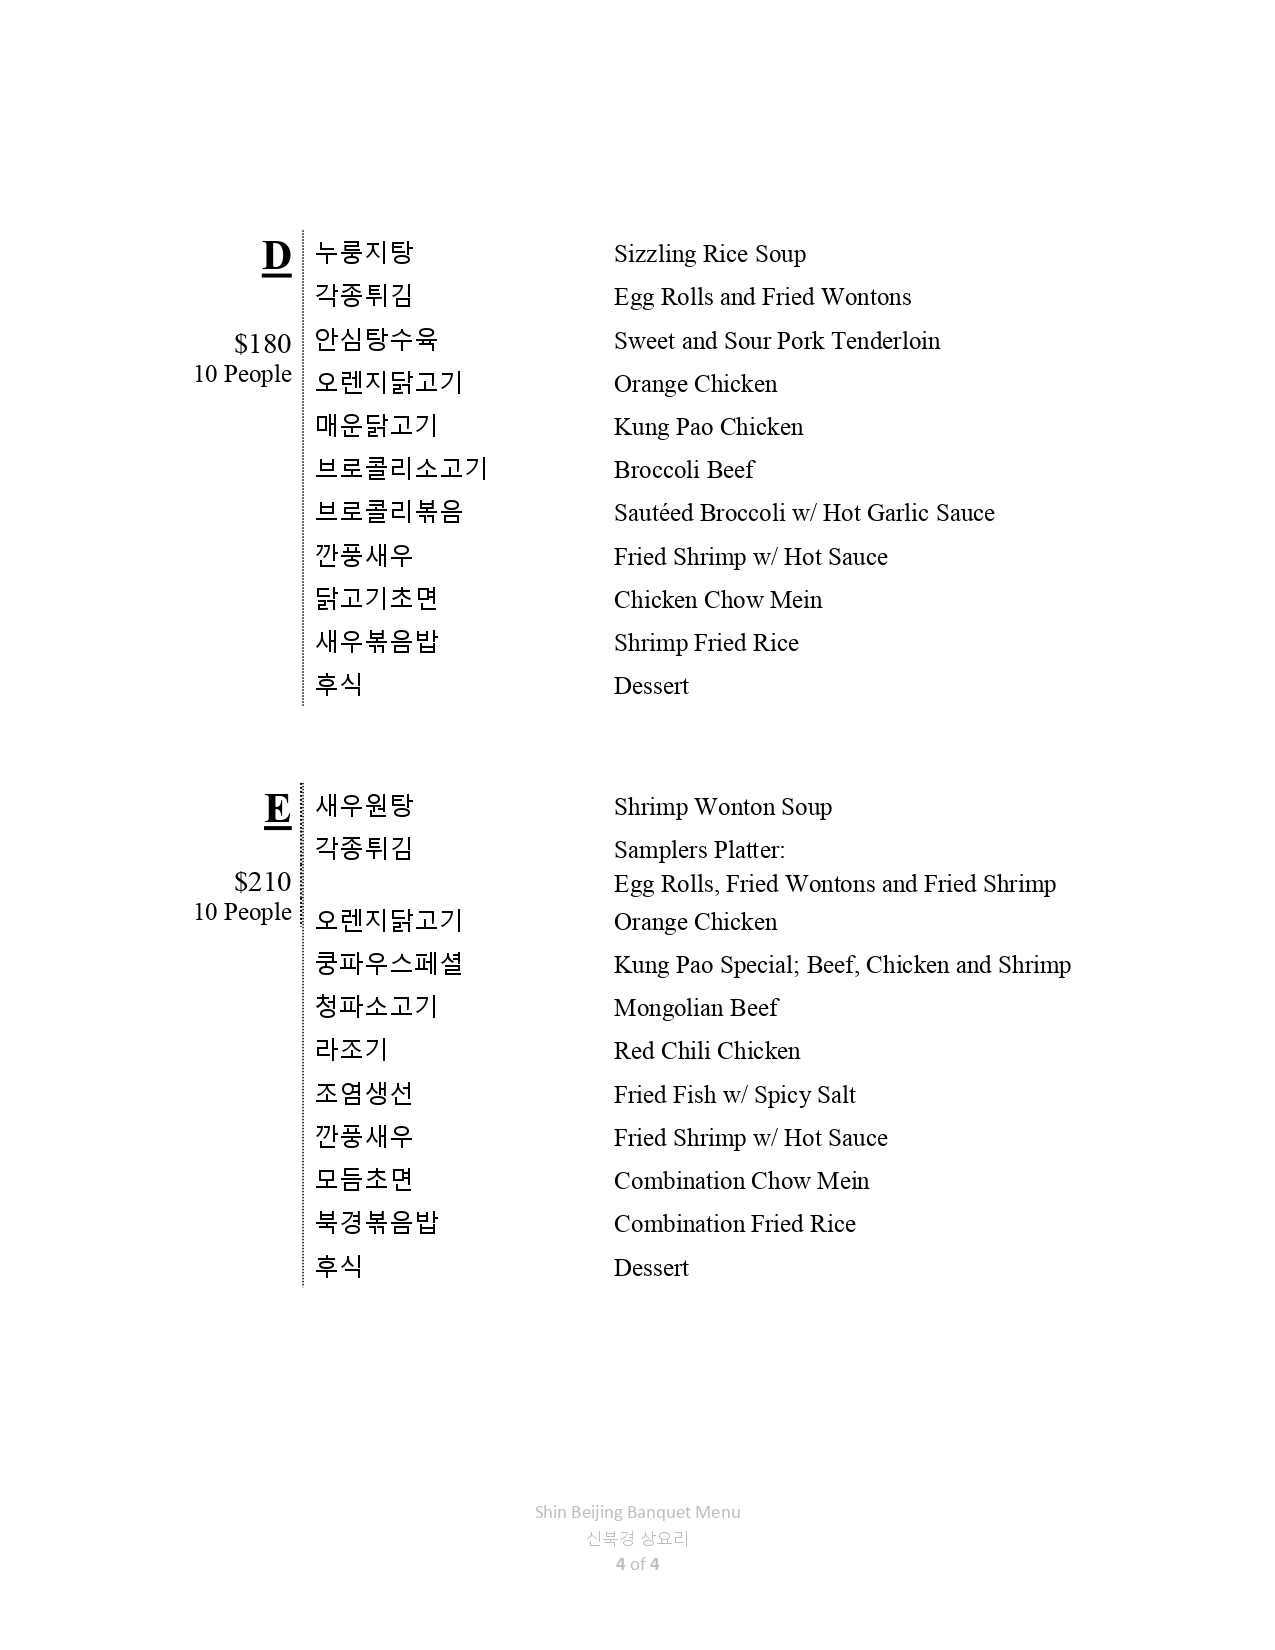 D
누룽지탕 Sizzling Rice Soup
각종튀김 Egg Rolls and Fried Wontons
$180
안심탕수육 Sweet and Sour Pork Tenderloin
10 People
오렌지닭고기 Orange Chicken
매운닭고기 Kung Pao Chicken
브로콜리소고기 Broccoli Beef
브로콜리볶음 Sautéed Broccoli w/ Hot Garlic Sauce
깐풍새우 Fried Shrimp w/ Hot Sauce
닭고기초면 Chicken Chow Mein
새우볶음밥 Shrimp Fried Rice
후식 Dessert
E
새우원탕 Shrimp Wonton Soup
각종튀김 Samplers Platter:
$210
Egg Rolls, Fried Wontons and Fried Shrimp
10 People
오렌지닭고기 Orange Chicken
쿵파우스페셜 Kung Pao Special; Beef, Chicken and Shrimp
청파소고기 Mongolian Beef
라조기 Red Chili Chicken
조염생선 Fried Fish w/ Spicy Salt
깐풍새우 Fried Shrimp w/ Hot Sauce
모듬초면 Combination Chow Mein
북경볶음밥 Combination Fried Rice
후식 Dessert
Shin Beijing Banquet Menu
신북경 상요리
4 of 4